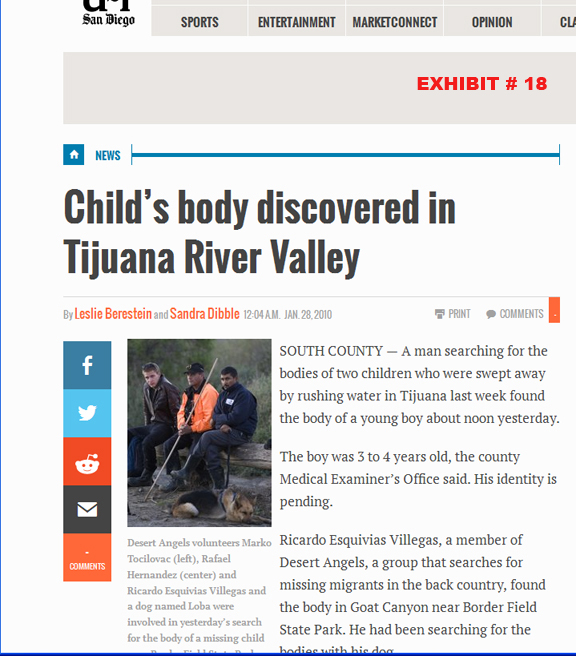 San Diego
SPORTS
ENTERTAINMENT
MARKETCONNECT
OPINION
EXHIBIT # 18
NEWS
Child’s body discovered in
Tijuana River Valley
By Leslie Berestein and Sandra Dibble 12:04 A.M. JAN. 28, 2010
PRINT
COMMENTS
SOUTH COUNTY — A man searching for the
bodies of two children who were swept away
by rushing water in Tijuana last week found
the body of a young boy about noon yesterday.
The boy was 3 to 4 years old, the county
Medical Examiner’s Office said. His identity is
pending.
Ricardo Esquivias Villegas, a member of
Desert Angels, a group that searches for
missing migrants in the back country, found
the body in Goat Canyon near Border Field
State Park. He had been searching for the
bodies with his dog.
COMMENTS
Desert Angels volunteers Marko
Tocilovac (left), Rafael
Hernandez (center) and
Ricardo Esquivias Villegas and
a dog named Loba were
involved in yesterday’s search
for the body of a missing child